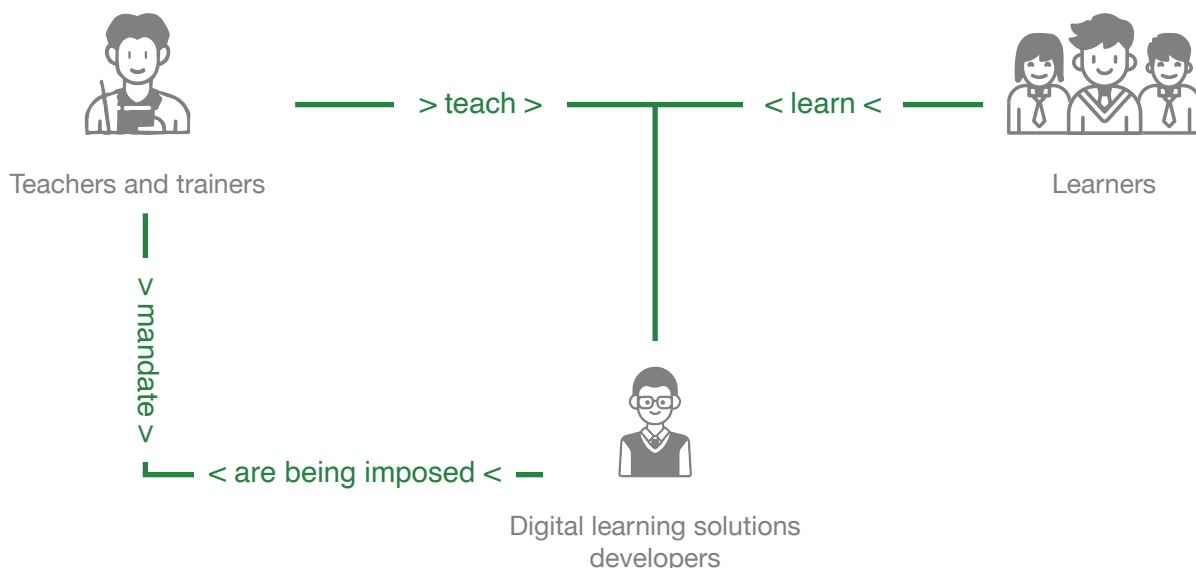 > teach >
< learn <
Teachers and trainers
Learners
> mandate >
< are being imposed <
Digital learning solutions
developers